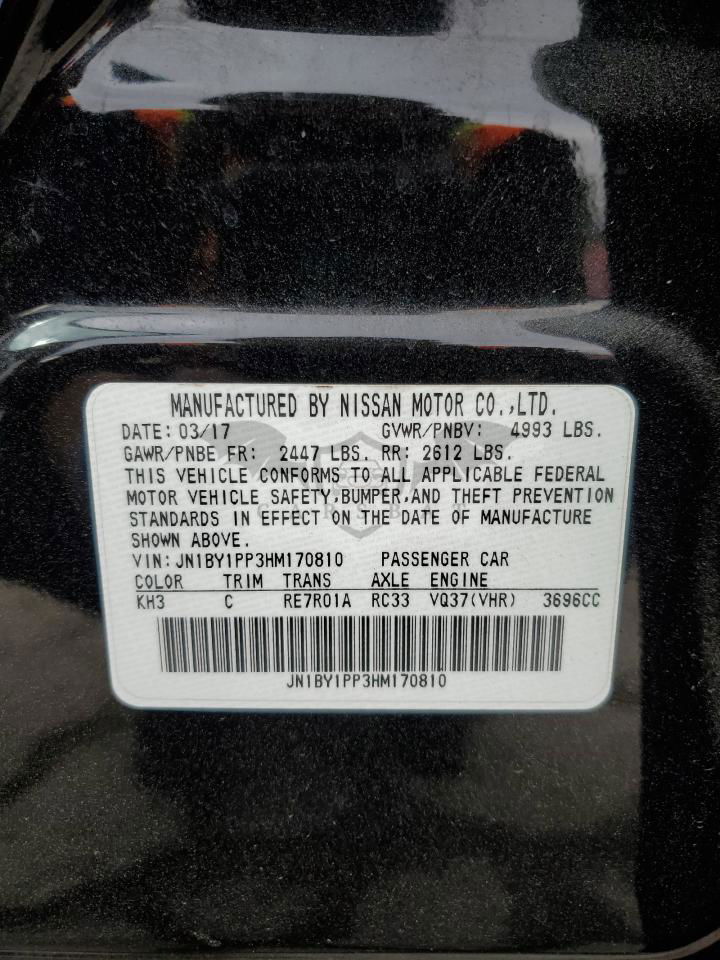 MANUFACTURED BY NISSAN MOTOR CO.,LTD.
DATE: 03/17 GVWR/PNBV: 4993 LBS.
GAWR/PNBE FR: 2447 LBS. RR: 2612 LBS.
THIS VEHICLE CONFORMS TO ALL APPLICABLE FEDERAL
MOTOR VEHICLE SAFETY,BUMPER,AND THEFT PREVENTION
STANDARDS IN EFFECT ON THE DATE OF MANUFACTURE
SHOWN ABOVE.
VIN: JN1BY1PP3HM170810 PASSENGER CAR
COLOR TRIM TRANS AXLE ENGINE
KH3 C RE7R01A RC33 VQ37(VHR) 3696CC
JN1BY1PP3HM170810